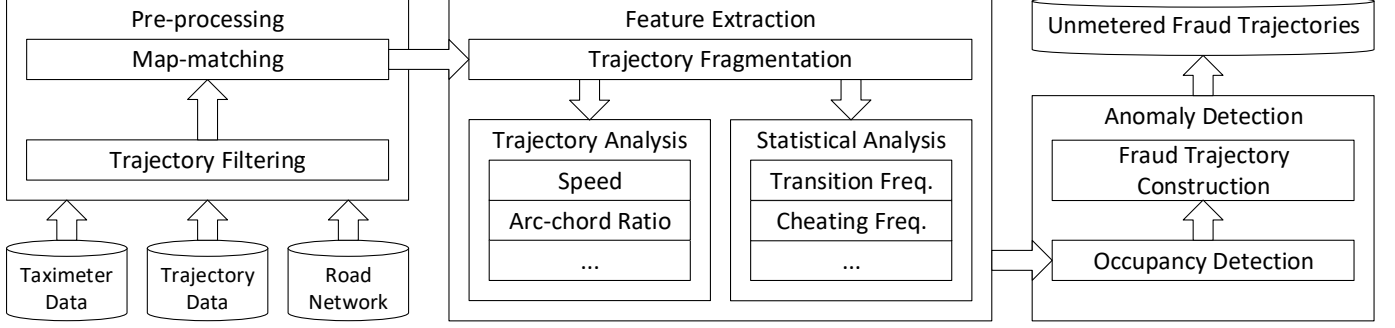 Pre-processing
Map-matching
Trajectory Filtering
Taximeter
Data
Trajectory
Data
Road
Network
Feature Extraction
Trajectory Fragmentation
Trajectory Analysis
Speed
Arc-chord Ratio
...
Statistical Analysis
Transition Freq.
Cheating Freq.
...
Unmetered Fraud Trajectories
Anomaly Detection
Fraud Trajectory
Construction
Occupancy Detection